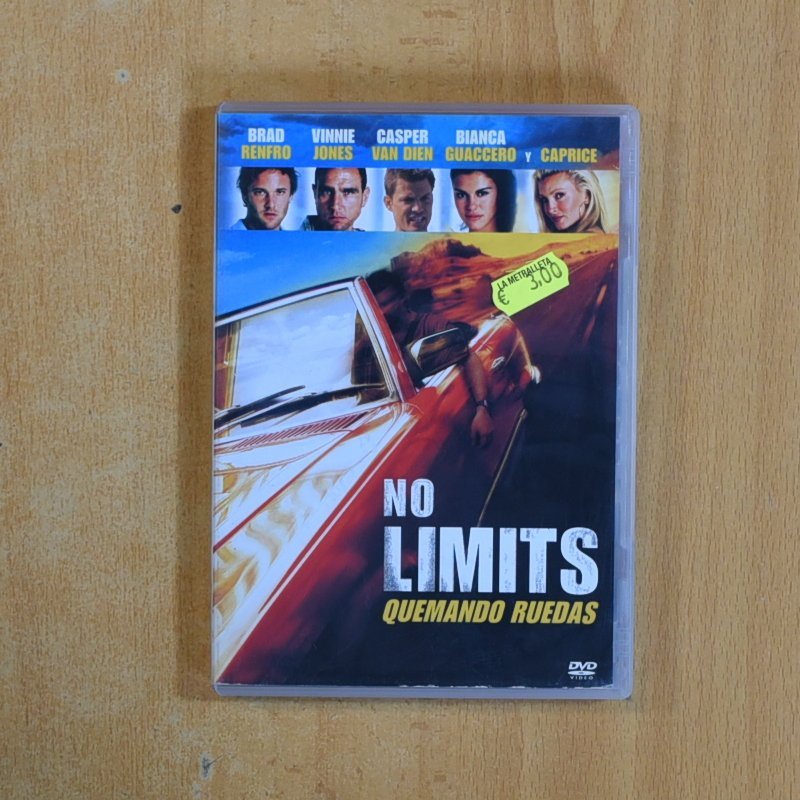 BRAD VINNIE CASPER BIANCA
RENFRO JONES VAN DIEN GUACCERO Y CAPRICE
LA METRALLETA
€ 3,00
NO
LIMITS
QUEMANDO RUEDAS
DVD
VIDEO